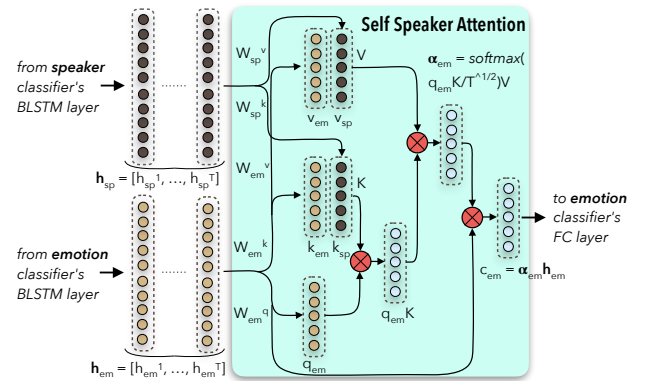 Self Speaker Attention
from speaker
classifier's
BLSTM layer
........
h_sp = [h_sp^1, ..., h_sp^T]
from emotion
classifier's
BLSTM layer
........
h_em = [h_em^1, ..., h_em^T]
W_sp^v
W_sp^k
W_em^v
W_em^k
W_em^q
V
v_em v_sp
K
k_em k_sp
q_em
q_emK
α_em = softmax(
q_emK/T^1/2)V
c_em = α_em h_em
to emotion
classifier's
FC layer